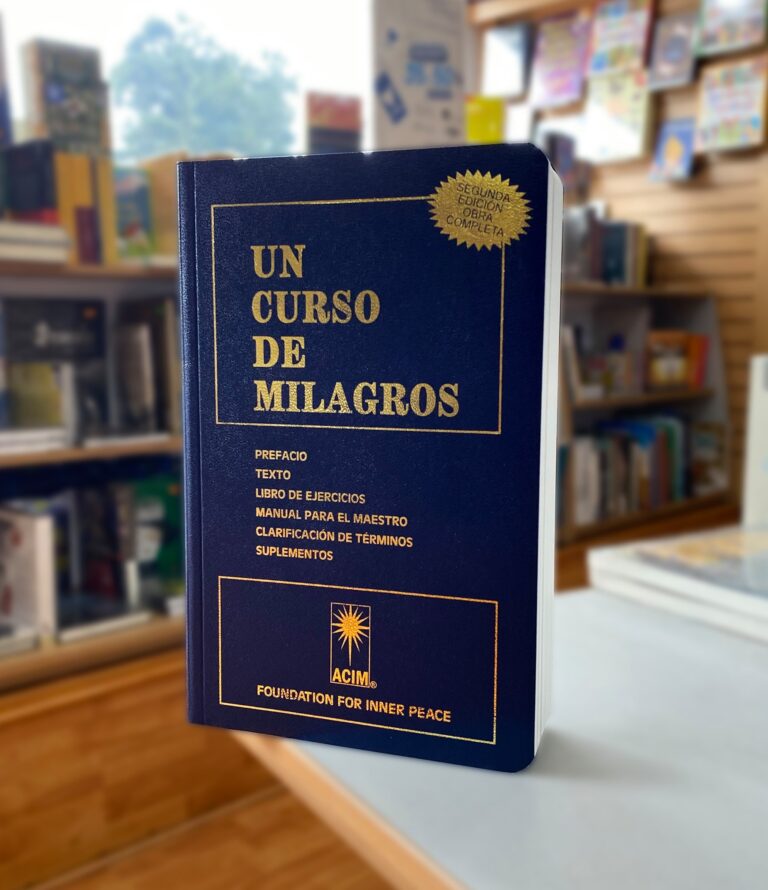 SEGUNDA
EDICIÓN
OBRA
COMPLETA
UN
CURSO
DE
MILAGROS
PREFACIO
TEXTO
LIBRO DE EJERCICIOS
MANUAL PARA EL MAESTRO
CLARIFICACIÓN DE TÉRMINOS
SUPLEMENTOS
ACIM®
FOUNDATION FOR INNER PEACE